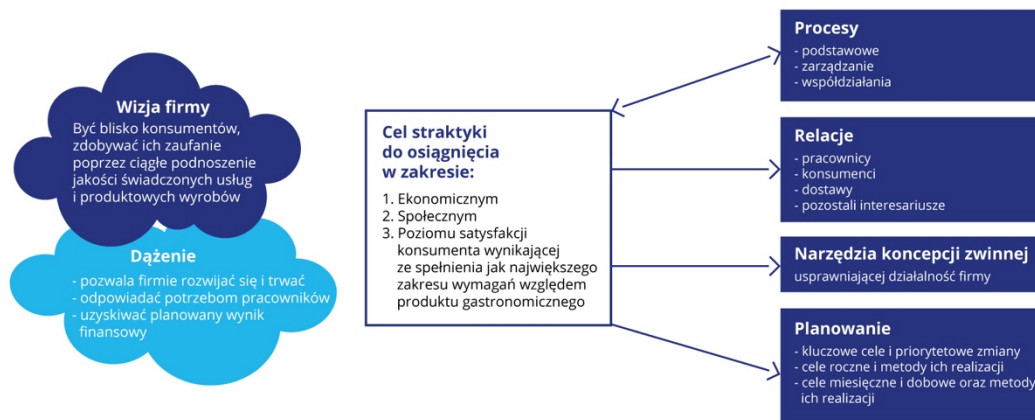 Wizja firmy
Być blisko konsumentów,
zdobywać ich zaufanie
poprzez ciągłe podnoszenie
jakości świadczonych usług
i produktowych wyrobów
Dążenie
- pozwala firmie rozwijać się i trwać
- odpowiadać potrzebom pracowników
- uzyskiwać planowany wynik
finansowy
Cel straktyki
do osiągnięcia
w zakresie:
1. Ekonomicznym
2. Społecznym
3. Poziomu satysfakcji
konsumenta wynikającej
ze spełnienia jak największego
zakresu wymagań względem
produktu gastronomicznego
Procesy
- podstawowe
- zarządzanie
- współdziałania
Relacje
- pracownicy
- konsumenci
- dostawy
- pozostali interesariusze
Narzędzia koncepcji zwinnej
usprawniającej działalność firmy
Planowanie
- kluczowe cele i priorytetowe zmiany
- cele roczne i metody ich realizacji
- cele miesięczne i dobowe oraz metody
ich realizacji